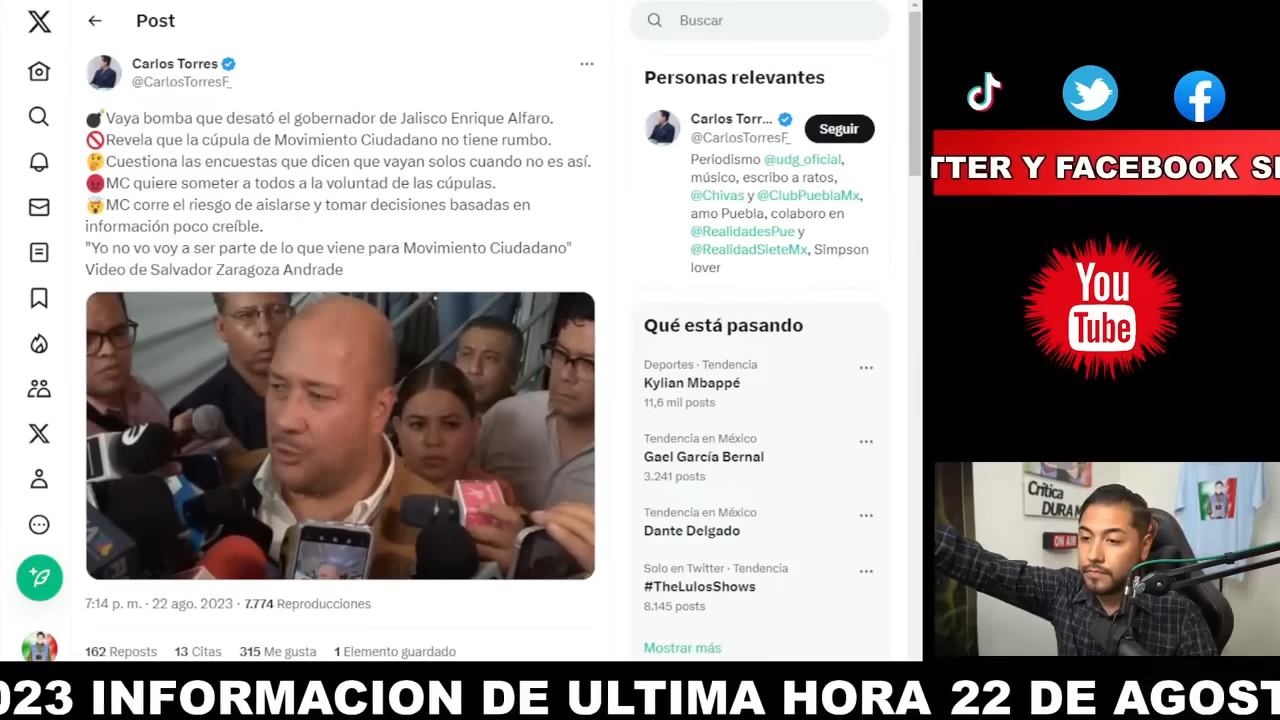 Post
Buscar
Carlos Torres
@CarlosTorresF_
💣Vaya bomba que desató el gobernador de Jalisco Enrique Alfaro.
🚫Revela que la cúpula de Movimiento Ciudadano no tiene rumbo.
🤔Cuestiona las encuestas que dicen que vayan solos cuando no es así.
😡MC quiere someter a todos a la voluntad de las cúpulas.
🤯MC corre el riesgo de aislarse y tomar decisiones basadas en
información poco creíble.
"Yo no vo voy a ser parte de lo que viene para Movimiento Ciudadano"
Video de Salvador Zaragoza Andrade
7:14 p. m. · 22 ago. 2023 · 7.774 Reproducciones
162 Reposts 13 Citas 315 Me gusta 1 Elemento guardado
Personas relevantes
Carlos Torr...
@CarlosTorresF_
Seguir
Periodismo @udg_oficial,
músico, escribo a ratos,
@Chivas y @ClubPueblaMx,
amo Puebla, colaboro en
@RealidadesPue y
@RealidadSieteMx, Simpson
lover
Qué está pasando
Deportes · Tendencia
Kylian Mbappé
11,6 mil posts
Tendencia en México
Gael García Bernal
3.241 posts
Tendencia en México
Dante Delgado
Solo en Twitter · Tendencia
#TheLulosShows
8.145 posts
Mostrar más
TTER Y FACEBOOK
You
Tube
Crítica
DURA
ON AIR
023 INFORMACION DE ULTIMA HORA 22 DE AGOST